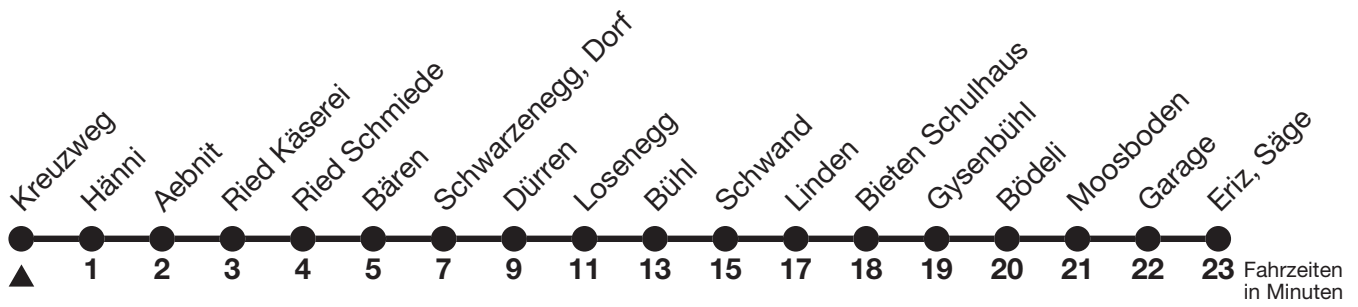 Kreuzweg
Hänni
Aebnit
Ried Käserei
Ried Schmiede
Bären
Schwarzenegg, Dorf
Dürren
Losenegg
Bühl
Schwand
Linden
Bieten Schulhaus
Gysenbühl
Bödeli
Moosboden
Garage
Eriz, Säge
1 2 3 4 5 7 9 11 13 15 17 18 19 20 21 22 23 Fahrzeiten
in Minuten